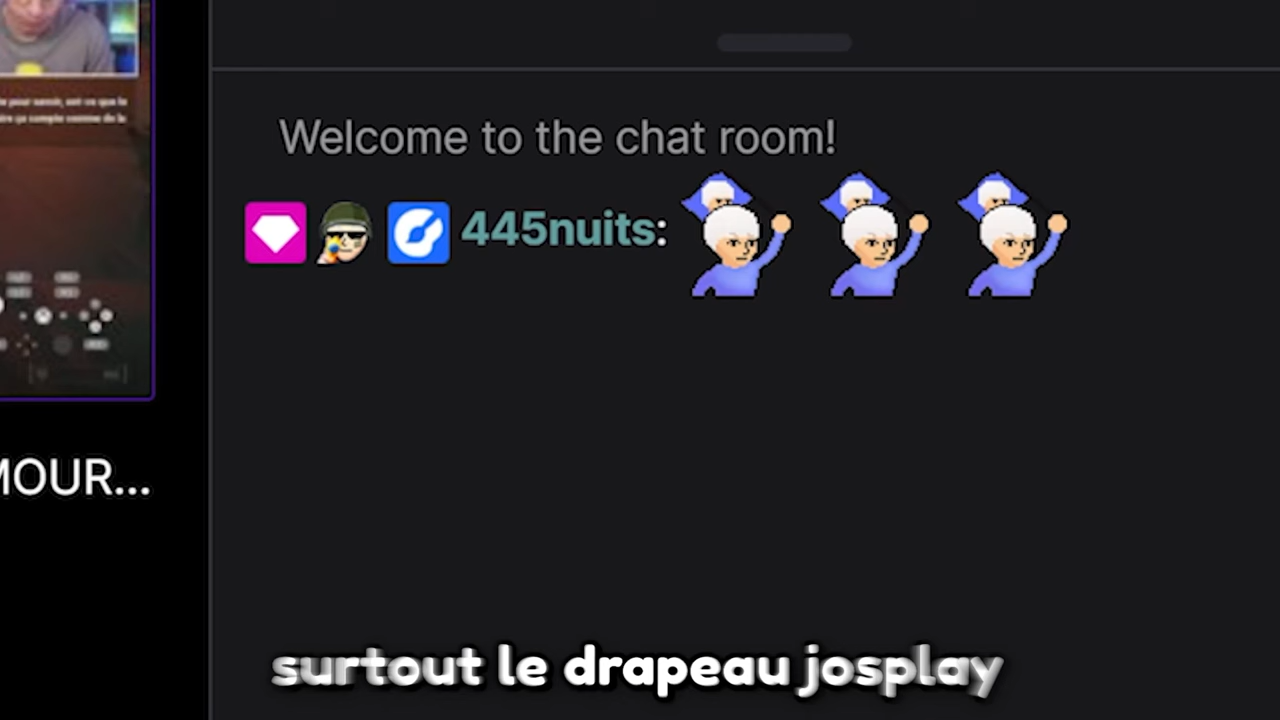 Welcome to the chat room!
445nuits:
MOUR...
surtout le drapeau josplay